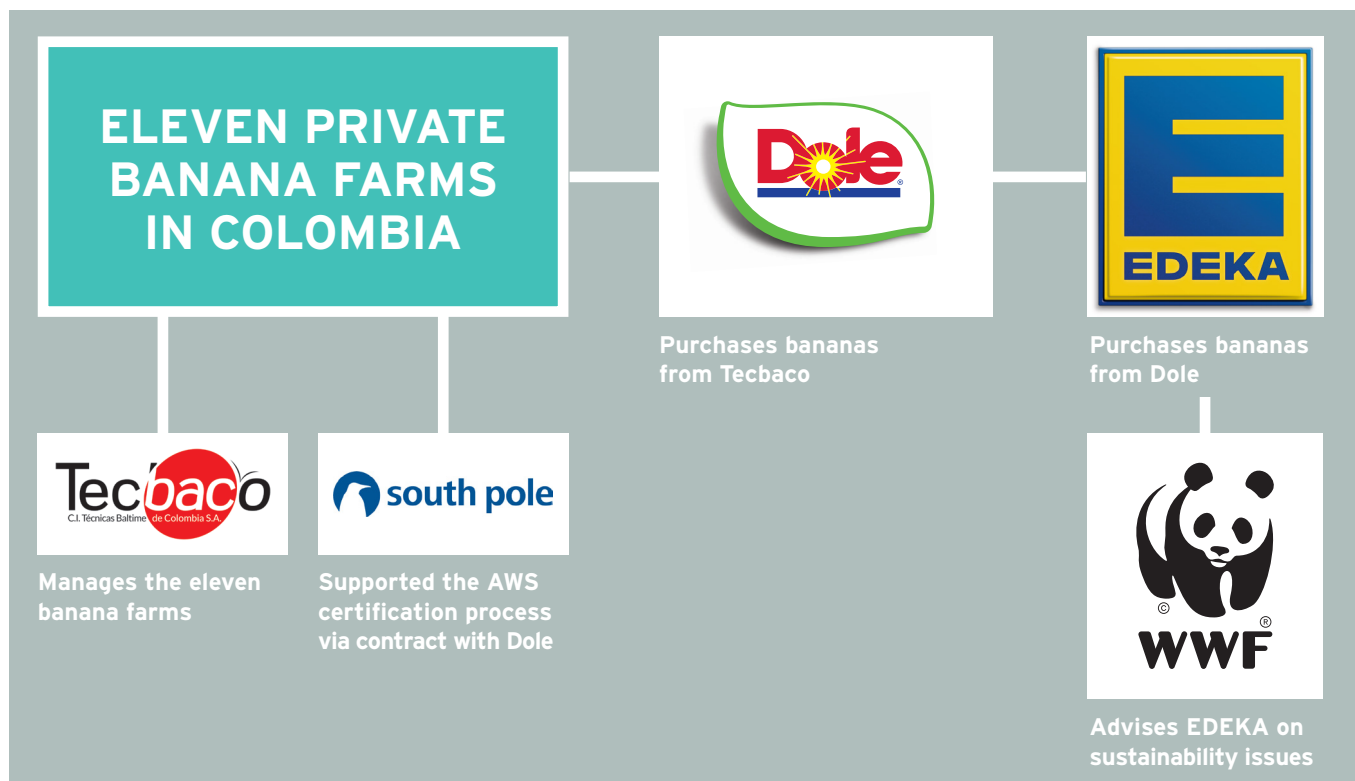 ELEVEN PRIVATE
BANANA FARMS
IN COLOMBIA
Dole
®
EDEKA
Purchases bananas
from Tecbaco
Purchases bananas
from Dole
Tecbaco
C.I. Técnicas Baltime de Colombia S.A.
south pole
Manages the eleven
banana farms
Supported the AWS
certification process
via contract with Dole
©
®
WWF
Advises EDEKA on
sustainability issues